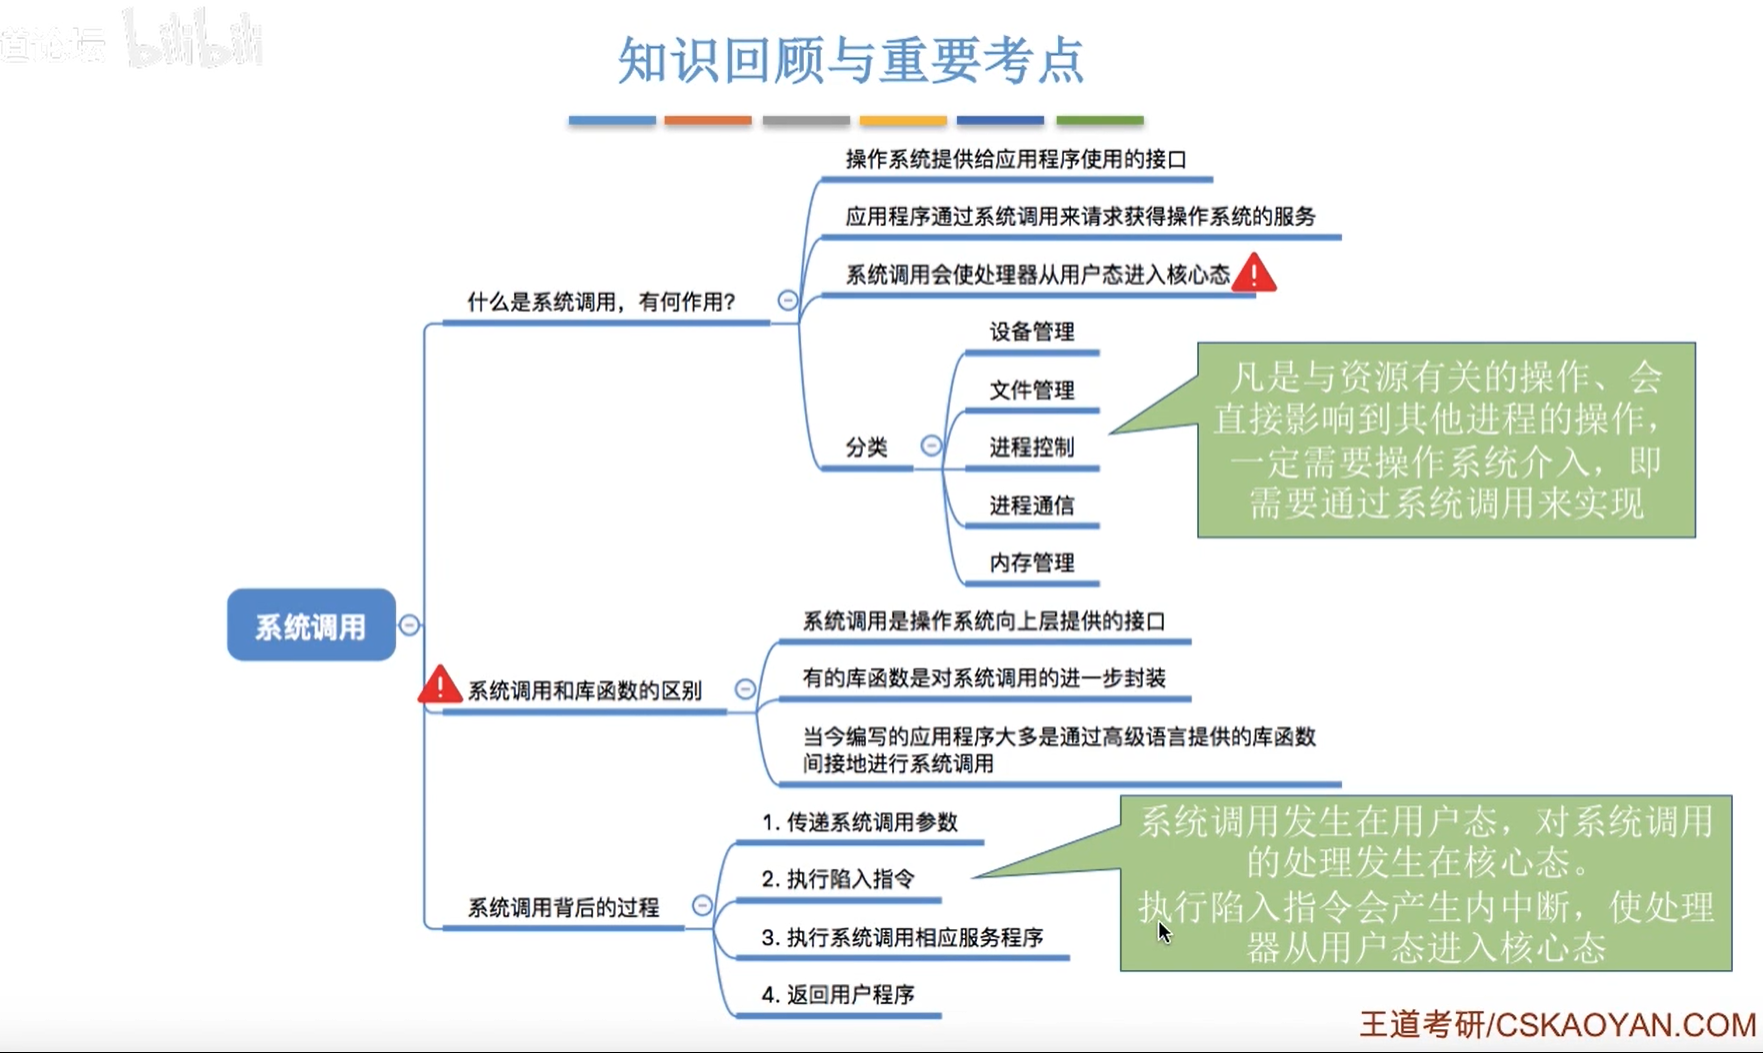 道论坛 bilibili
知识回顾与重要考点
操作系统提供给应用程序使用的接口
应用程序通过系统调用来请求获得操作系统的服务
系统调用会使处理器从用户态进入核心态
什么是系统调用，有何作用？
设备管理
文件管理
分类
进程控制
进程通信
内存管理
凡是与资源有关的操作、会
直接影响到其他进程的操作，
一定需要操作系统介入，即
需要通过系统调用来实现
系统调用
系统调用是操作系统向上层提供的接口
系统调用和库函数的区别
有的库函数是对系统调用的进一步封装
当今编写的应用程序大多是通过高级语言提供的库函数
间接地进行系统调用
1. 传递系统调用参数
2. 执行陷入指令
系统调用背后的过程
3. 执行系统调用相应服务程序
4. 返回用户程序
系统调用发生在用户态，对系统调用
的处理发生在核心态。
执行陷入指令会产生内中断，使处理
器从用户态进入核心态
王道考研/CSKAOYAN.COM